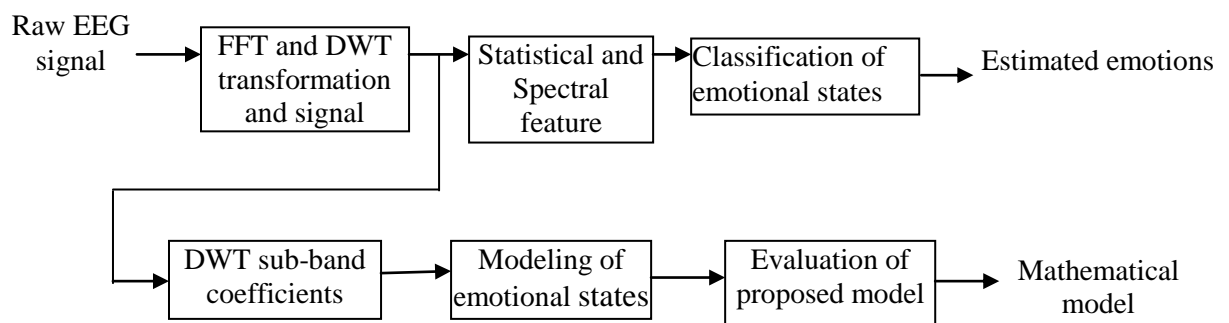 Raw EEG
signal
FFT and DWT
transformation
and signal
Statistical and
Spectral
feature
Classification of
emotional states
Estimated emotions
DWT sub-band
coefficients
Modeling of
emotional states
Evaluation of
proposed model
Mathematical
model